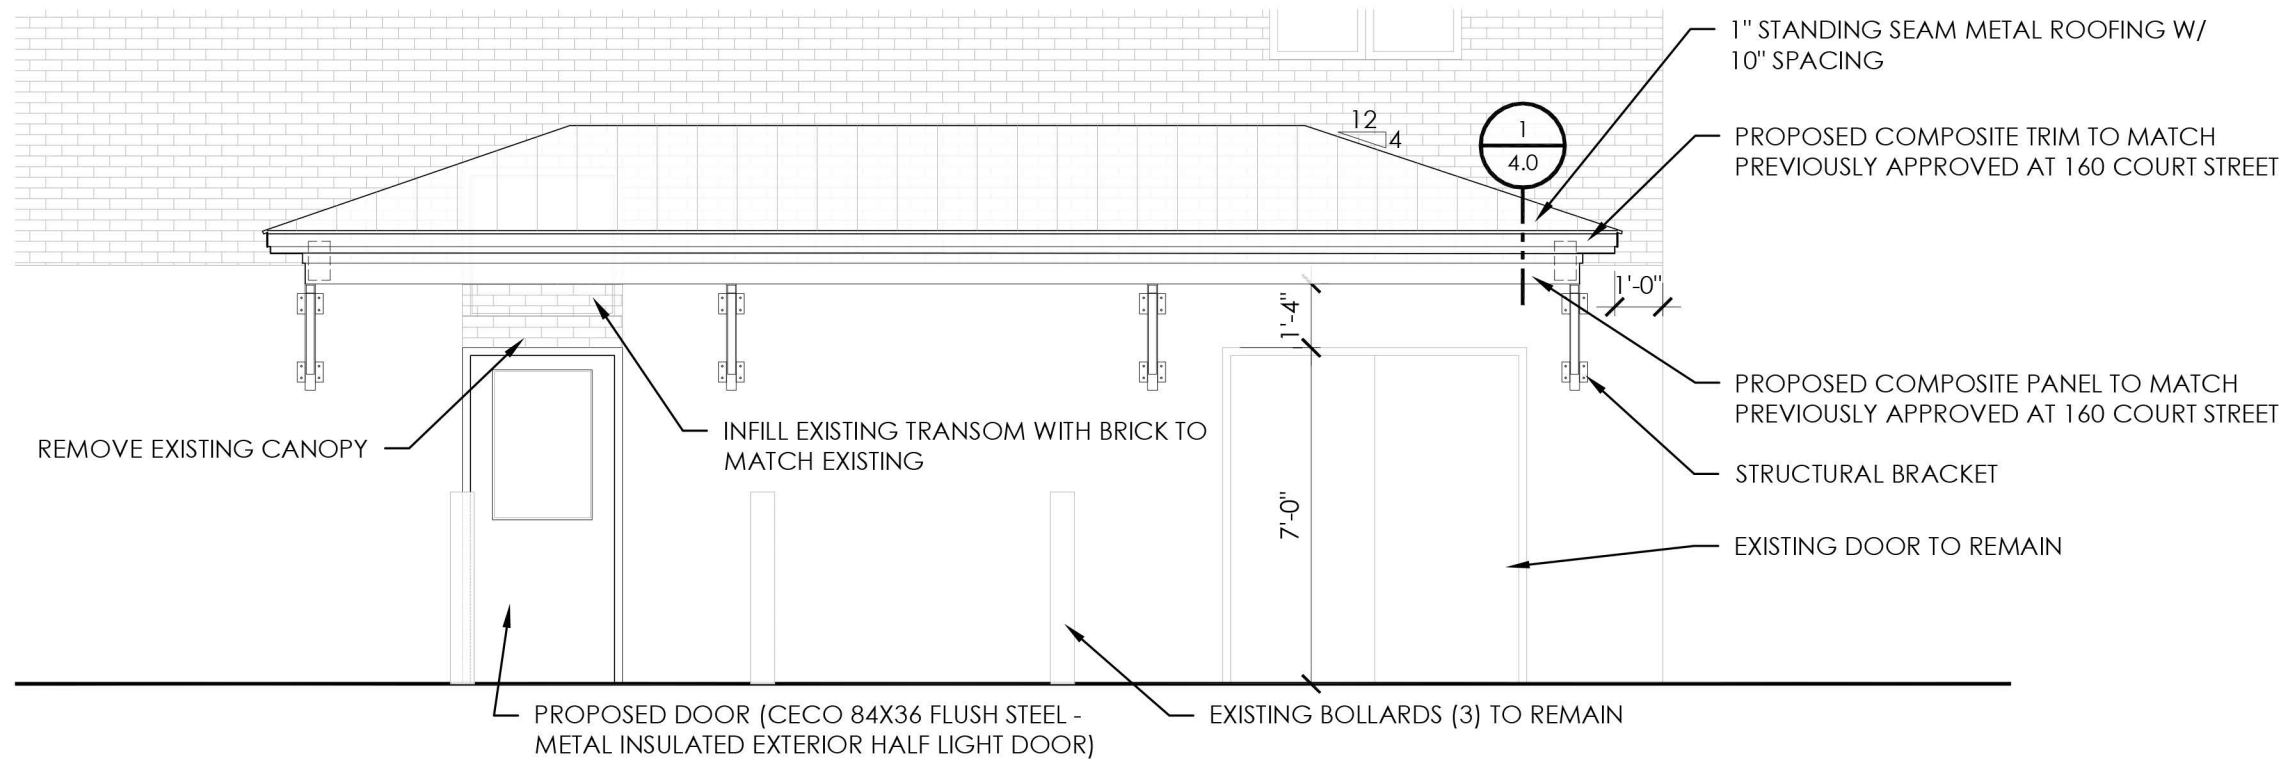 1" STANDING SEAM METAL ROOFING W/
10" SPACING
12
4
1
4.0
PROPOSED COMPOSITE TRIM TO MATCH
PREVIOUSLY APPROVED AT 160 COURT STREET
1'-0"
1'-4"
PROPOSED COMPOSITE PANEL TO MATCH
PREVIOUSLY APPROVED AT 160 COURT STREET
REMOVE EXISTING CANOPY
INFILL EXISTING TRANSOM WITH BRICK TO
MATCH EXISTING
STRUCTURAL BRACKET
7'-0"
EXISTING DOOR TO REMAIN
PROPOSED DOOR (CECO 84X36 FLUSH STEEL -
METAL INSULATED EXTERIOR HALF LIGHT DOOR)
EXISTING BOLLARDS (3) TO REMAIN